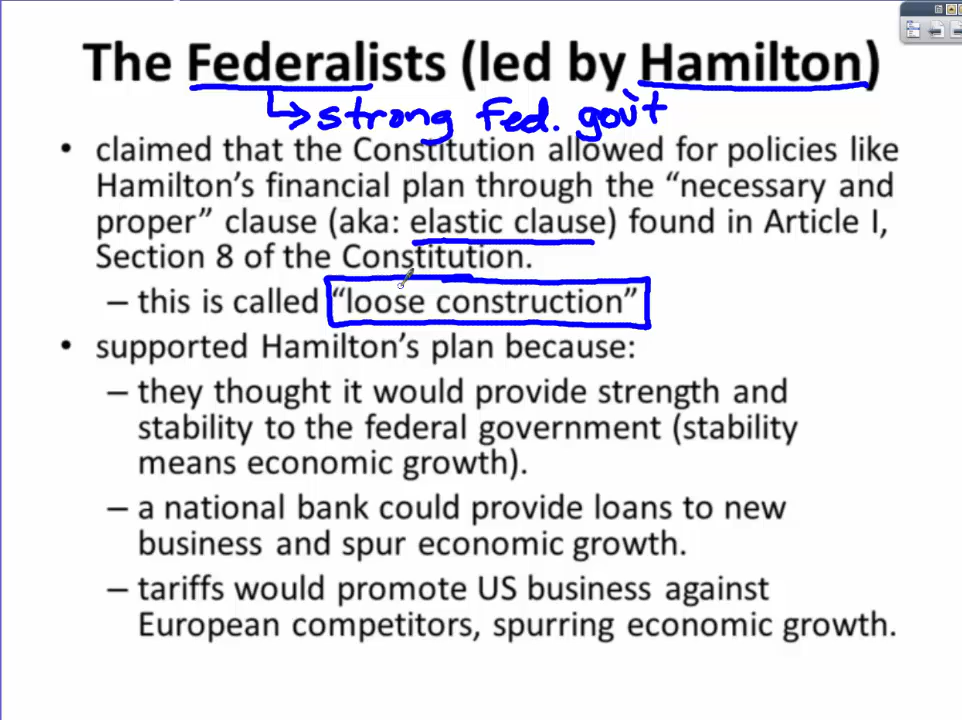 The Federalists (led by Hamilton)
↳ strong Fed. gov't
• claimed that the Constitution allowed for policies like
Hamilton’s financial plan through the “necessary and
proper” clause (aka: elastic clause) found in Article I,
Section 8 of the Constitution.
– this is called “loose construction”
• supported Hamilton’s plan because:
– they thought it would provide strength and
stability to the federal government (stability
means economic growth).
– a national bank could provide loans to new
business and spur economic growth.
– tariffs would promote US business against
European competitors, spurring economic growth.